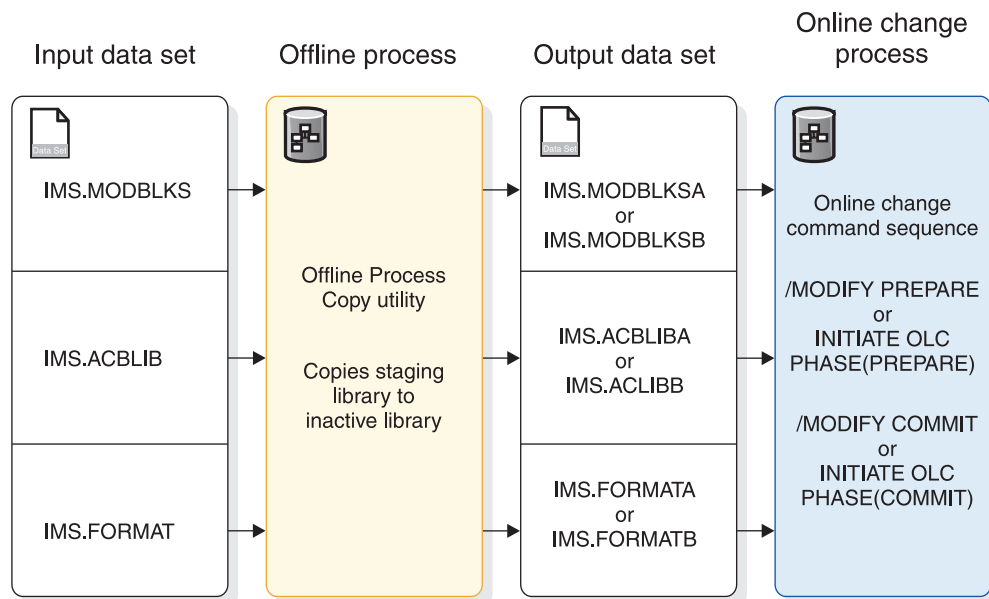 Input data set
Offline process
Output data set
Online change
process
Data Set
IMS.MODBLKS
IMS.ACBLIB
IMS.FORMAT
Offline Process
Copy utility
Copies staging
library to
inactive library
Data Set
IMS.MODBLKSA
or
IMS.MODBLKSB
IMS.ACBLIBA
or
IMS.ACLIBB
IMS.FORMATA
or
IMS.FORMATB
Online change
command sequence
/MODIFY PREPARE
or
INITIATE OLC
PHASE(PREPARE)
/MODIFY COMMIT
or
INITIATE OLC
PHASE(COMMIT)